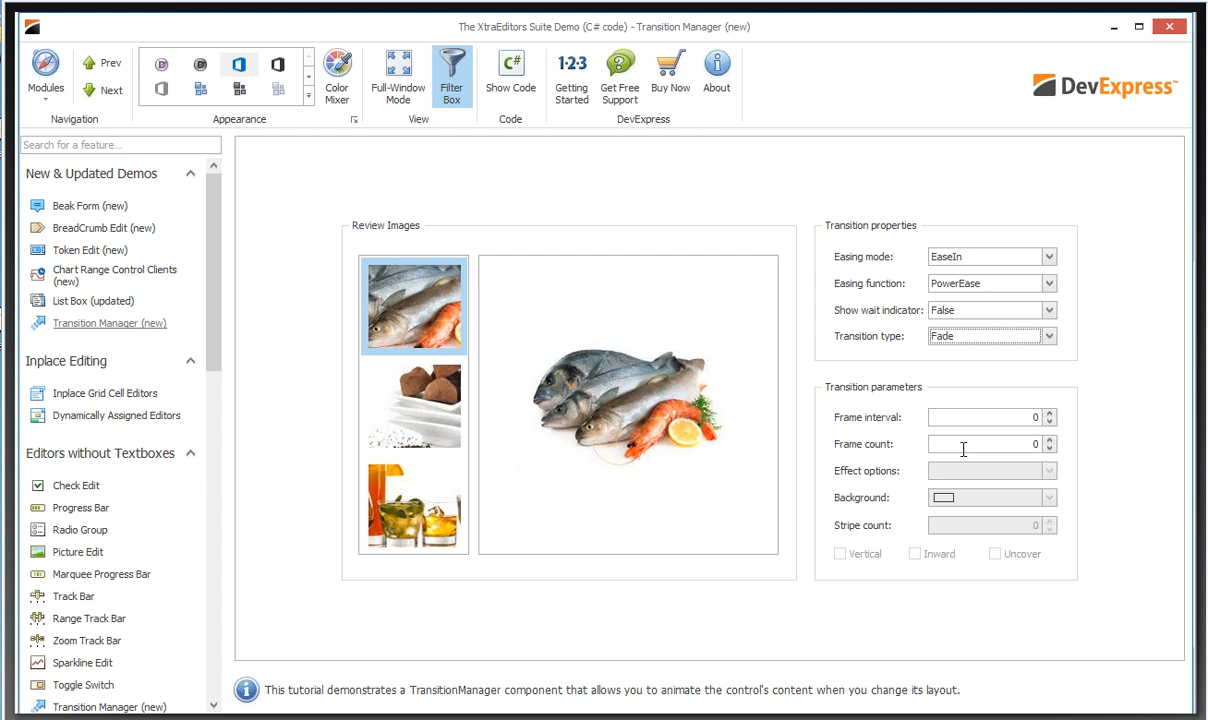 The XtraEditors Suite Demo (C# code) - Transition Manager (new)
Modules
Prev
Next
Navigation
Appearance
Color
Mixer
Full-Window
Mode
Filter
Box
View
C#
Show Code
Code
1·2·3
Getting
Started
Get Free
Support
Buy Now
About
DevExpress
DevExpress™
Search for a feature...
New & Updated Demos
Beak Form (new)
BreadCrumb Edit (new)
Token Edit (new)
Chart Range Control Clients
(new)
List Box (updated)
Transition Manager (new)
Inplace Editing
Inplace Grid Cell Editors
Dynamically Assigned Editors
Editors without Textboxes
Check Edit
Progress Bar
Radio Group
Picture Edit
Marquee Progress Bar
Track Bar
Range Track Bar
Zoom Track Bar
Sparkline Edit
Toggle Switch
Transition Manager (new)
Review Images
Transition properties
Easing mode: EaseIn
Easing function: PowerEase
Show wait indicator: False
Transition type: Fade
Transition parameters
Frame interval: 0
Frame count: 0
Effect options:
Background:
Stripe count: 0
Vertical Inward Uncover
This tutorial demonstrates a TransitionManager component that allows you to animate the control's content when you change its layout.